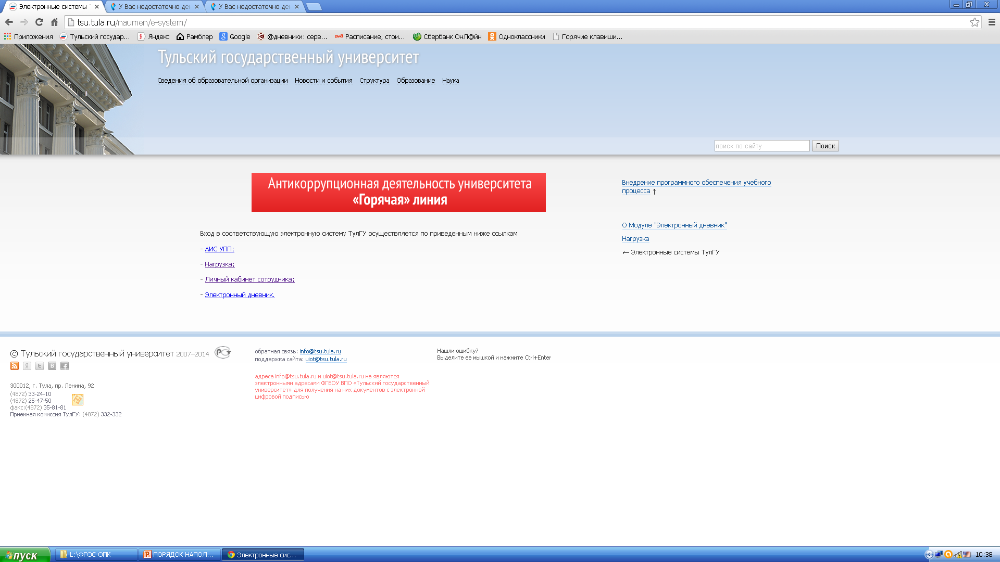 Электронные системы
У Вас недостаточно де
У Вас недостаточно де
tsu.tula.ru/naumen/e-system/
Приложения Тульский государ... Яндекс Рамблер Google @дневники: серв... Расписание, стои... Сбербанк ОнЛ@йн Одноклассники Горячие клавиши...
Тульский государственный университет
Сведения об образовательной организации Новости и события Структура Образование Наука
поиск по сайту Поиск
Антикоррупционная деятельность университета
«Горячая» линия
Вход в соответствующую электронную систему ТулГУ осуществляется по приведенным ниже ссылкам
- АИС УПП;
- Нагрузка;
- Личный кабинет сотрудника;
- Электронный дневник.
Внедрение программного обеспечения учебного
процесса ↑
О Модуле "Электронный дневник"
Нагрузка
← Электронные системы ТулГУ
© Тульский государственный университет 2007–2014
300012, г. Тула, пр. Ленина, 92
(4872) 33-24-10
(4872) 25-47-50
факс:(4872) 35-81-81
Приемная комиссия ТулГУ: (4872) 332-332
обратная связь: info@tsu.tula.ru
поддержка сайта: uiot@tsu.tula.ru
адреса info@tsu.tula.ru и uiot@tsu.tula.ru не являются
электронными адресами ФГБОУ ВПО «Тульский государственный
университет» для получения на них документов с электронной
цифровой подписью
Нашли ошибку?
Выделите ее мышкой и нажмите Ctrl+Enter
пуск L:\ФГОС ОПК ПОРЯДОК НАПОЛ... Электронные сис... 10:38